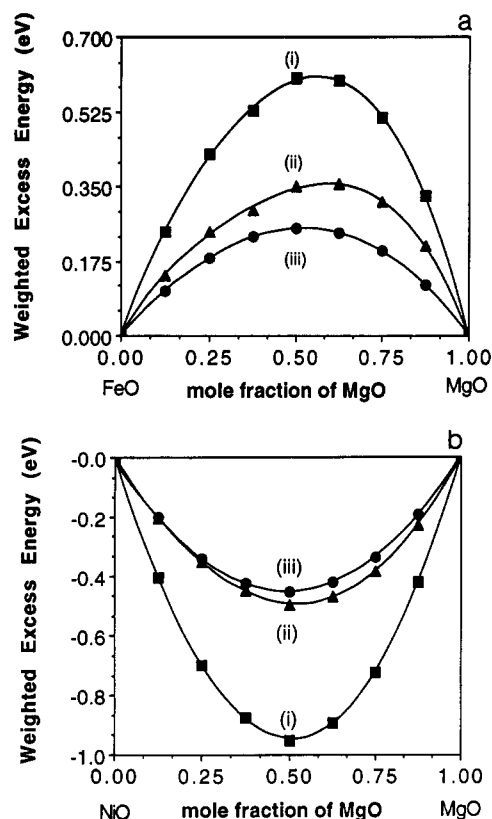 a
Weighted Excess Energy (eV)
0.700
0.525
0.350
0.175
0.000
(i)
(ii)
(iii)
0.00 0.25 0.50 0.75 1.00
FeO mole fraction of MgO MgO
b
Weighted Excess Energy (eV)
-0.0
-0.2
-0.4
-0.6
-0.8
-1.0
(iii)
(ii)
(i)
0.00 0.25 0.50 0.75 1.00
NiO mole fraction of MgO MgO